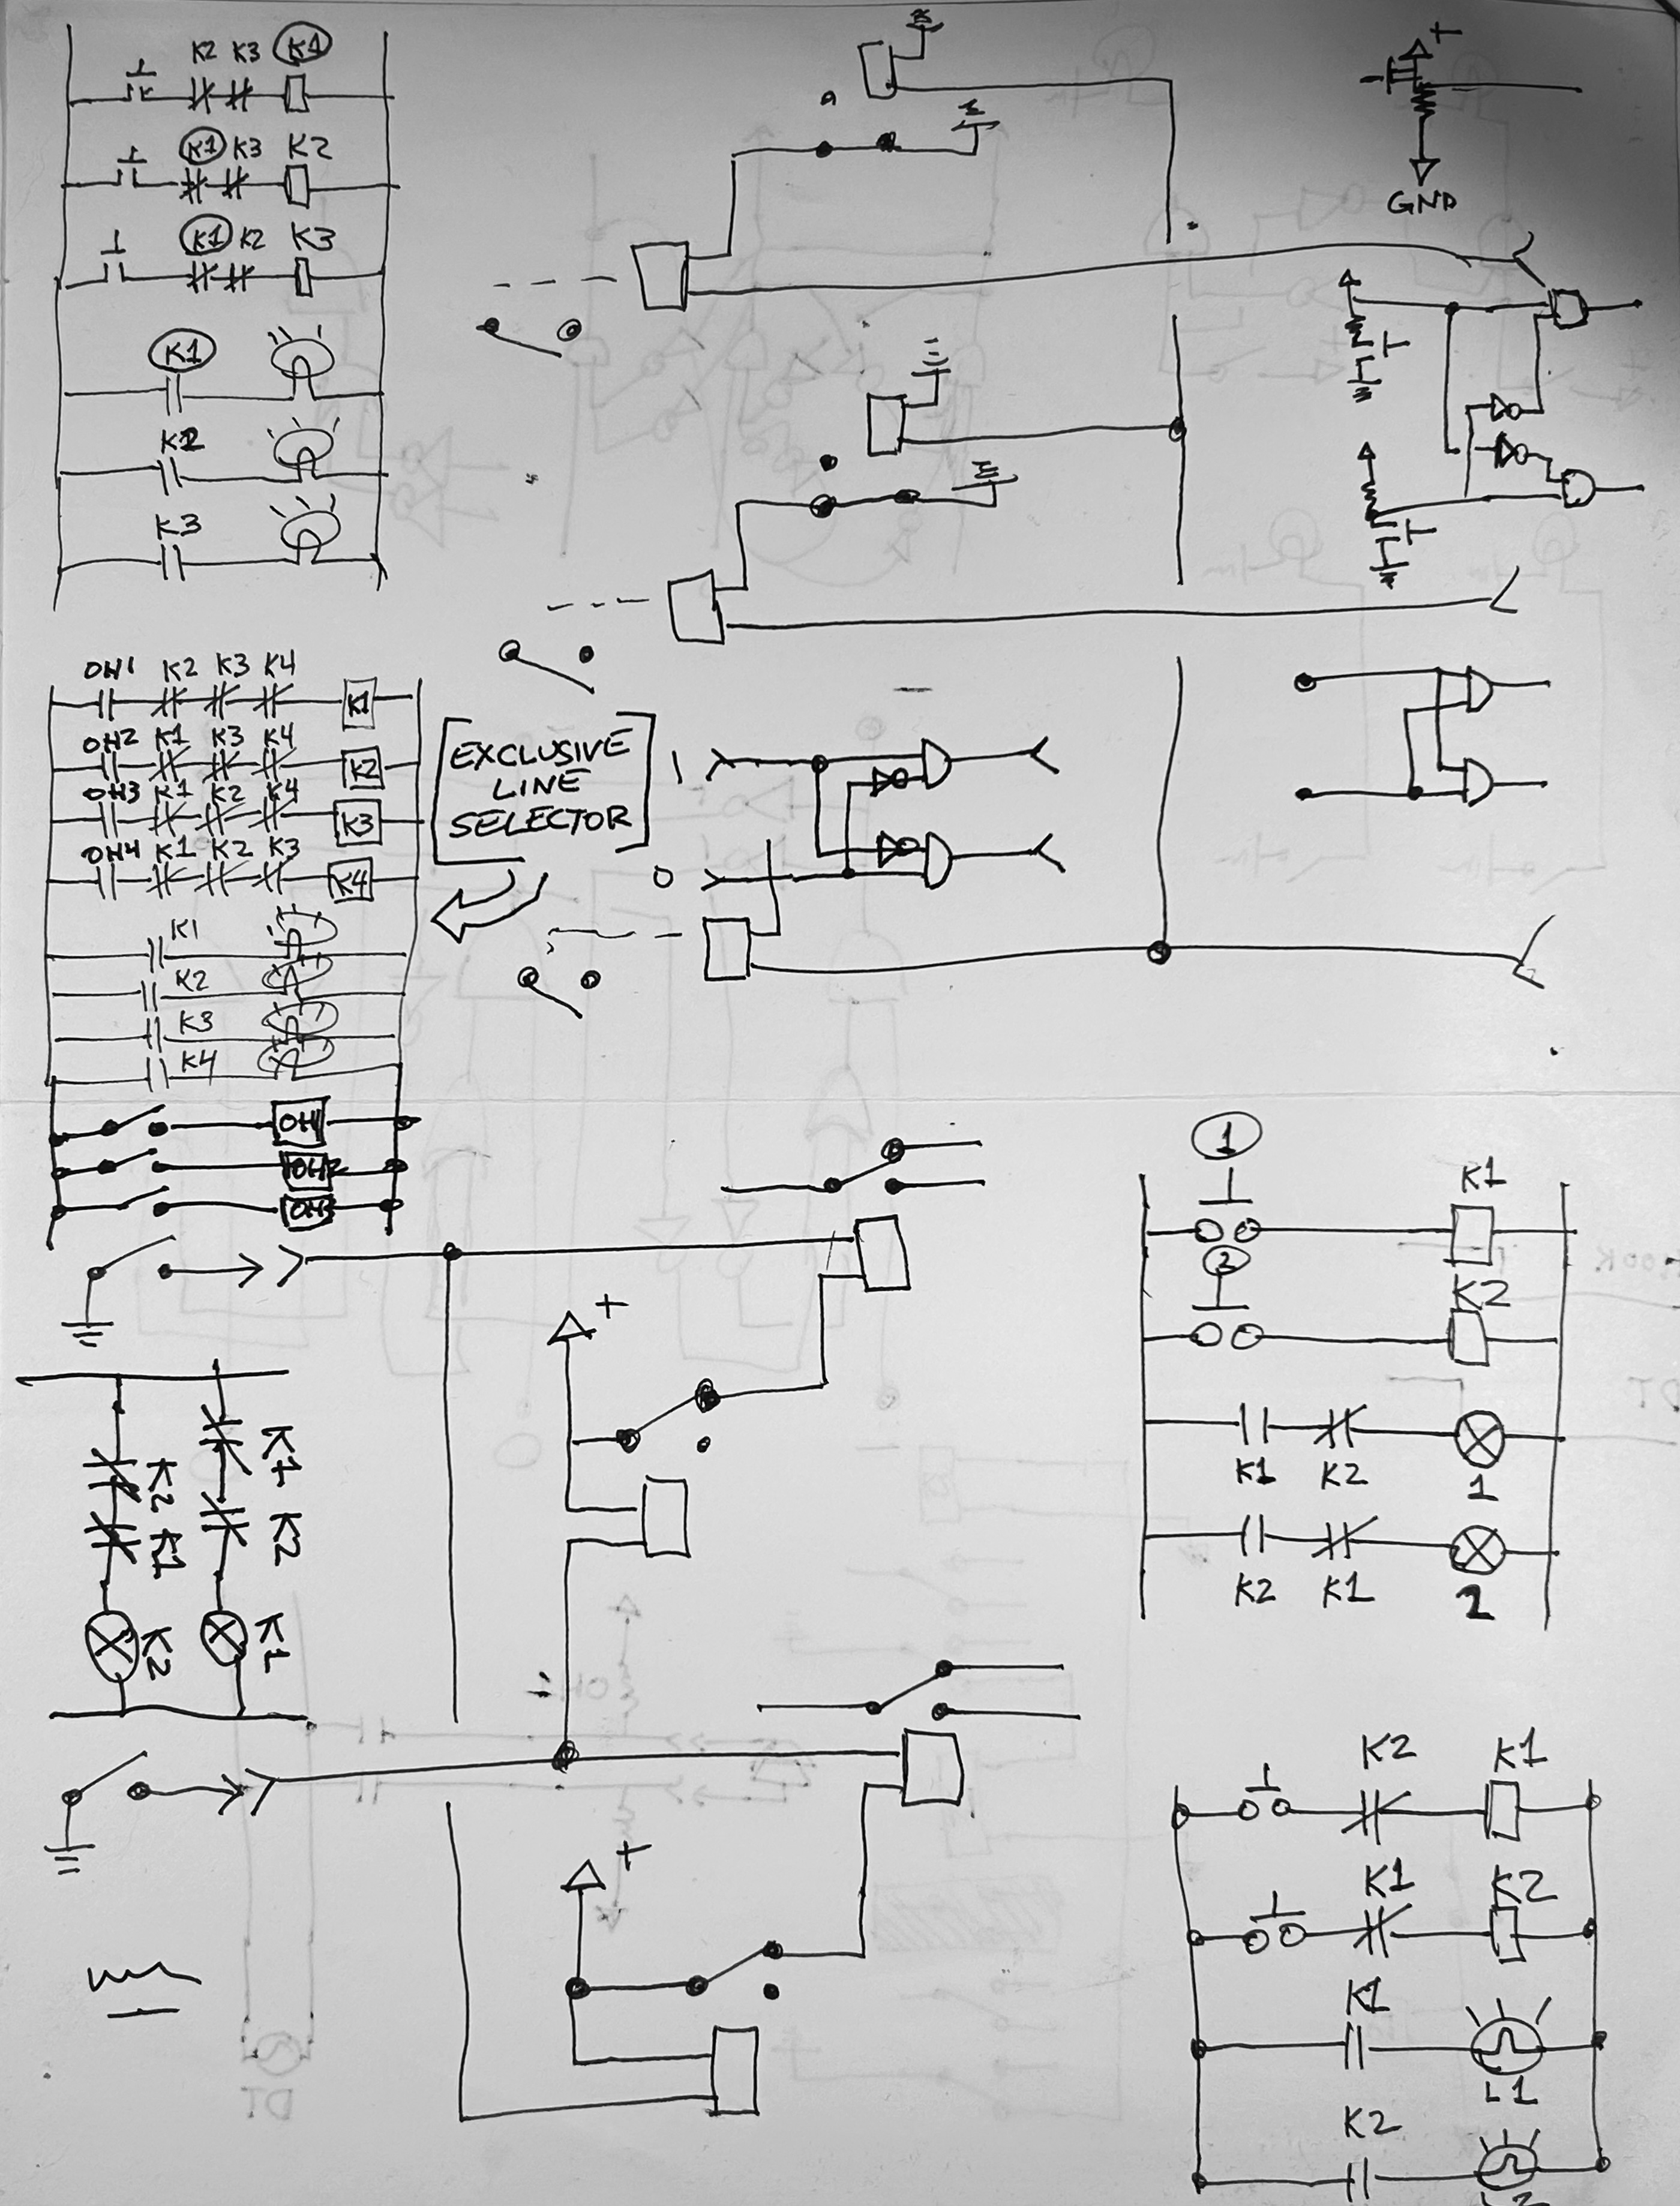 K2 K3 K1
K1 K3 K2
K1 K2 K3
K1
K2
K3
+
GND
OH1 K2 K3 K4 K1
OH2 K1 K3 K4 K2
OH3 K1 K2 K4 K3
OH4 K1 K2 K3 K4
K1
K2
K3
K4
OH1
OH2
EXCLUSIVE
LINE
SELECTOR
1
0
+
K2 K1 K2
K1 K2 K1
+
1
K1
2
K2
K1 K2 1
K2 K1 2
K2 K1
K1 K2
K1
L1
K2